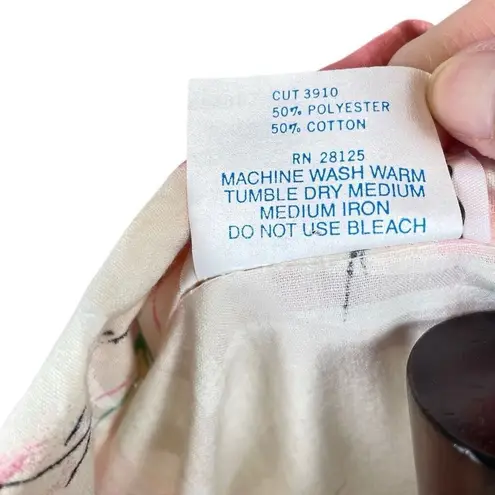 CUT 3910
50% POLYESTER
50% COTTON
RN 28125
MACHINE WASH WARM
TUMBLE DRY MEDIUM
MEDIUM IRON
DO NOT USE BLEACH